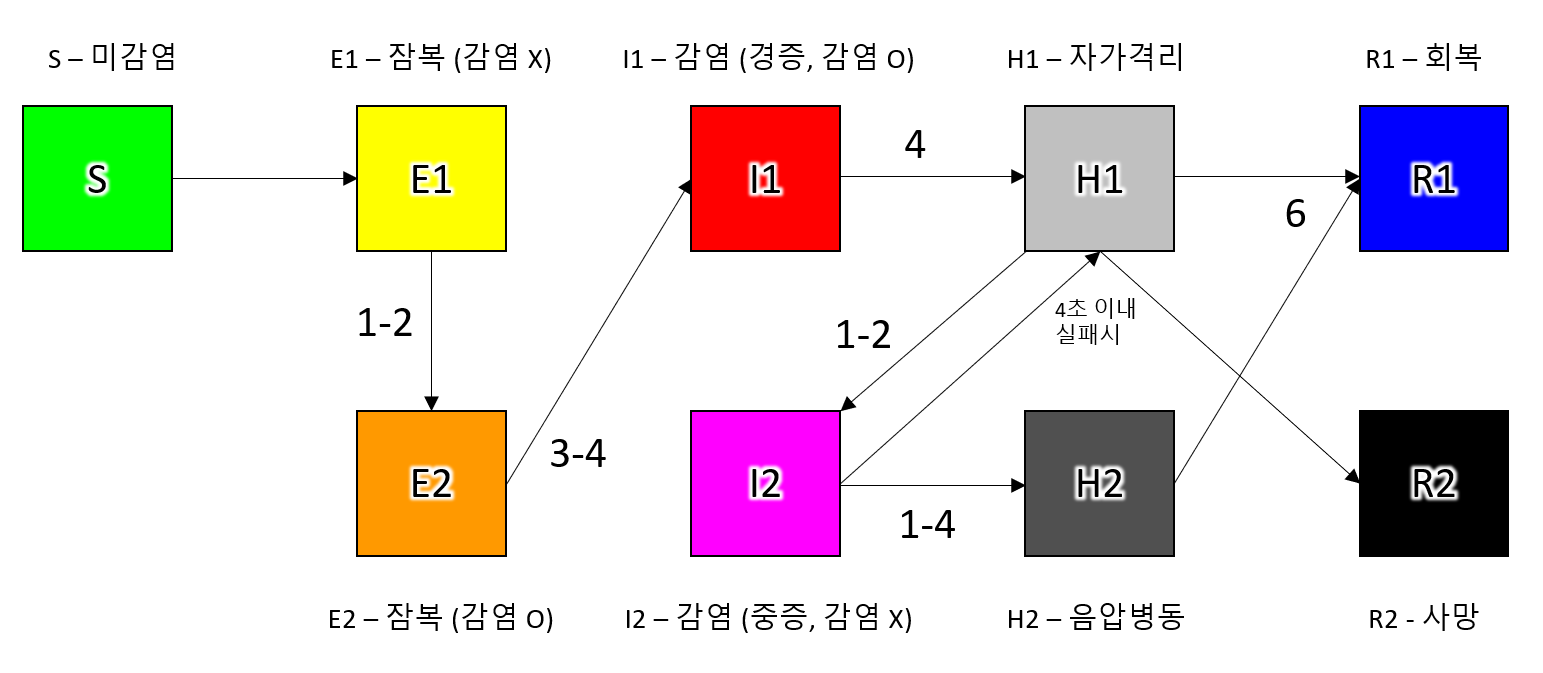 S – 미감염
E1 – 잠복 (감염 X)
I1 – 감염 (경증, 감염 O)
H1 – 자가격리
R1 – 회복
S
E1
I1
4
H1
6
R1
1-2
3-4
1-2
4초 이내
실패시
E2
I2
1-4
H2
R2
E2 – 잠복 (감염 O)
I2 – 감염 (중증, 감염 X)
H2 – 음압병동
R2 - 사망